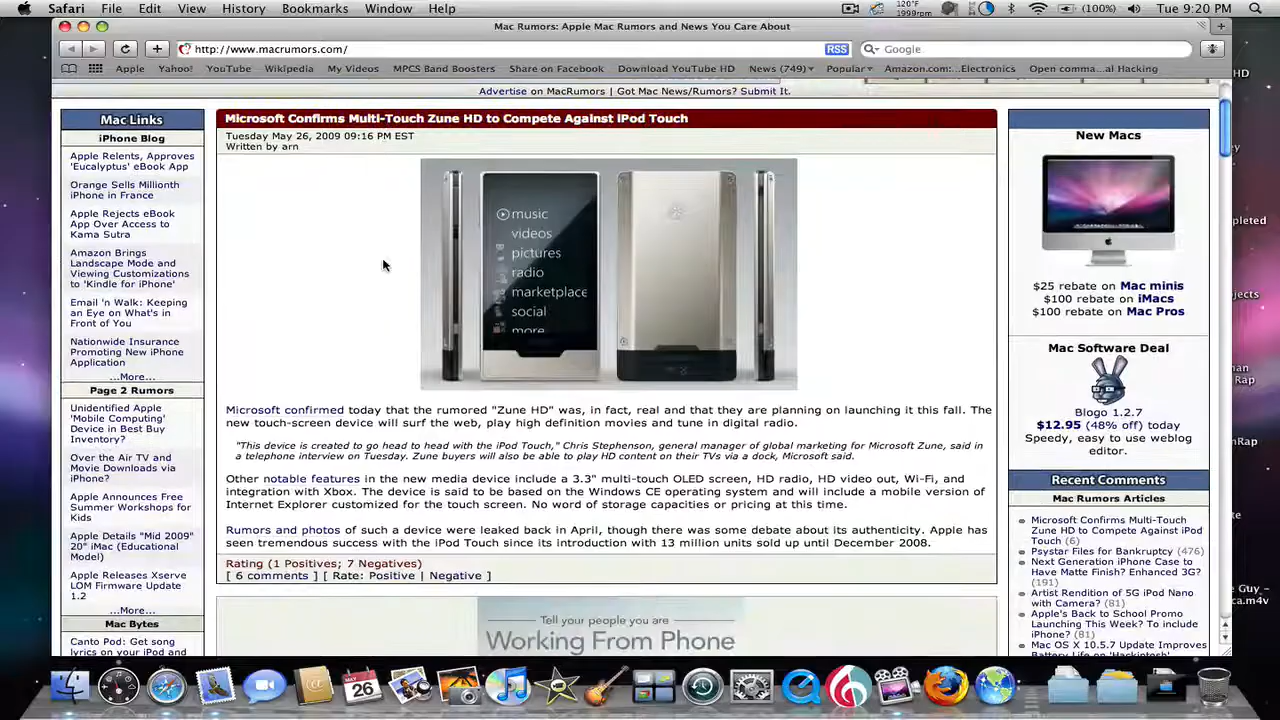 Safari File Edit View History Bookmarks Window Help
120°F
1999rpm
(100%)
Tue 9:20 PM
Mac Rumors: Apple Mac Rumors and News You Care About
http://www.macrumors.com/
RSS
Google
Apple Yahoo! YouTube Wikipedia My Videos MPCS Band Boosters Share on Facebook Download YouTube HD News (749) Popular Amazon.com:...Electronics Open comma...al Hacking
Advertise on MacRumors | Got Mac News/Rumors? Submit It.
Mac Links
iPhone Blog
Apple Relents, Approves
'Eucalyptus' eBook App
Orange Sells Millionth
iPhone in France
Apple Rejects eBook
App Over Access to
Kama Sutra
Amazon Brings
Landscape Mode and
Viewing Customizations
to 'Kindle for iPhone'
Email 'n Walk: Keeping
an Eye on What's in
Front of You
Nationwide Insurance
Promoting New iPhone
Application
...More...
Page 2 Rumors
Unidentified Apple
'Mobile Computing'
Device in Best Buy
Inventory?
Over the Air TV and
Movie Downloads via
iPhone?
Apple Announces Free
Summer Workshops for
Kids
Apple Details "Mid 2009"
20" iMac (Educational
Model)
Apple Releases Xserve
LOM Firmware Update
1.2
...More...
Mac Bytes
Canto Pod: Get song
lyrics on your iPod and
Microsoft Confirms Multi-Touch Zune HD to Compete Against iPod Touch
Tuesday May 26, 2009 09:16 PM EST
Written by arn
music
videos
pictures
radio
marketplace
social
more
Microsoft confirmed today that the rumored "Zune HD" was, in fact, real and that they are planning on launching it this fall. The
new touch-screen device will surf the web, play high definition movies and tune in digital radio.
"This device is created to go head to head with the iPod Touch," Chris Stephenson, general manager of global marketing for Microsoft Zune, said in
a telephone interview on Tuesday. Zune buyers will also be able to play HD content on their TVs via a dock, Microsoft said.
Other notable features in the new media device include a 3.3" multi-touch OLED screen, HD radio, HD video out, Wi-Fi, and
integration with Xbox. The device is said to be based on the Windows CE operating system and will include a mobile version of
Internet Explorer customized for the touch screen. No word of storage capacities or pricing at this time.
Rumors and photos of such a device were leaked back in April, though there was some debate about its authenticity. Apple has
seen tremendous success with the iPod Touch since its introduction with 13 million units sold up until December 2008.
Rating (1 Positives; 7 Negatives)
[ 6 comments ] [ Rate: Positive | Negative ]
Tell your people you are
Working From Phone
New Macs
$25 rebate on Mac minis
$100 rebate on iMacs
$100 rebate on Mac Pros
Mac Software Deal
Blogo 1.2.7
$12.95 (48% off) today
Speedy, easy to use weblog
editor.
Recent Comments
Mac Rumors Articles
Microsoft Confirms Multi-Touch
Zune HD to Compete Against iPod
Touch (6)
Psystar Files for Bankruptcy (476)
Next Generation iPhone Case to
Have Matte Finish? Enhanced 3G?
(191)
Artist Rendition of 5G iPod Nano
with Camera? (81)
Apple's Back to School Promo
Launching This Week? To include
iPhone? (81)
Mac OS X 10.5.7 Update Improves
Battery Life on 'Hackintosh'
HD
pleted
jects
man
Rap
nRap
e Guy -
ca.m4v
MAY
26